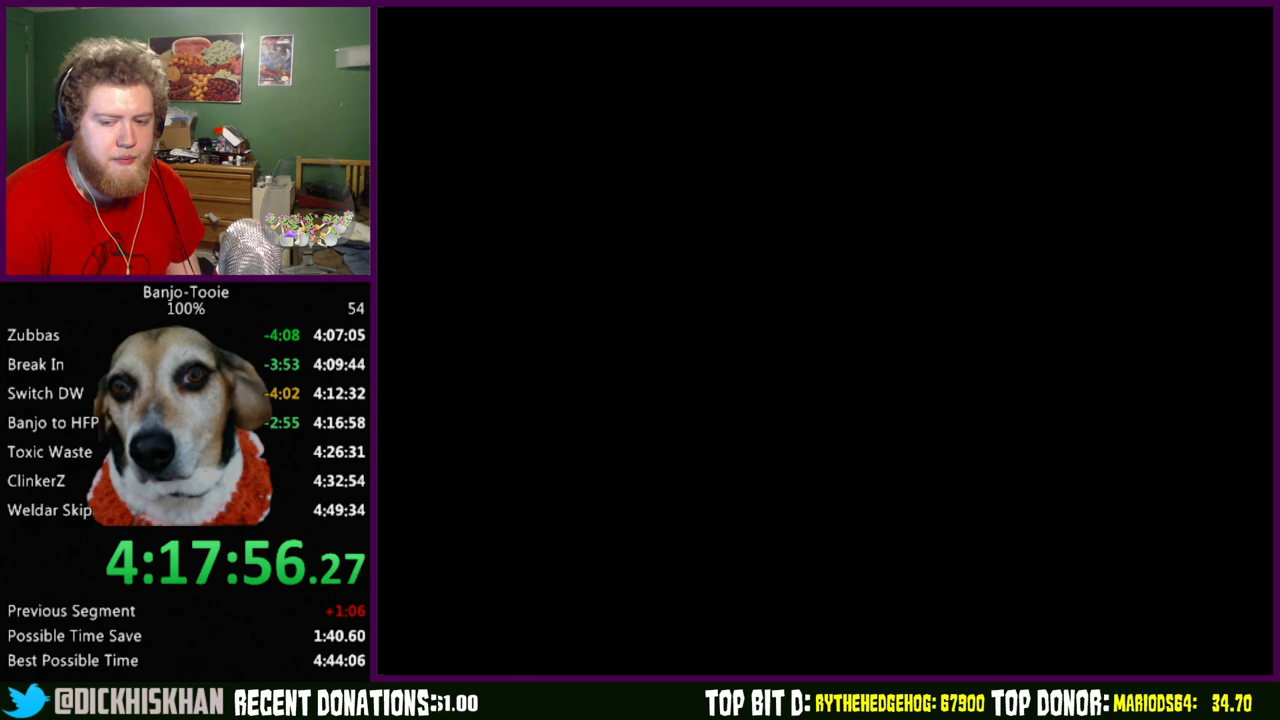 Banjo-Tooie
100% 54
Zubbas -4:08 4:07:05
Break In -3:53 4:09:44
Switch DW -4:02 4:12:32
Banjo to HFP -2:55 4:16:58
Toxic Waste 4:26:31
ClinkerZ 4:32:54
Weldar Skip 4:49:34
4:17:56.27
Previous Segment +1:06
Possible Time Save 1:40.60
Best Possible Time 4:44:06
@DICKHISKHAN RECENT DONATIONS: $1.00 TOP BIT D: RYTHEHEDGEHOG: 67900 TOP DONOR: MARIODS64: 34.70